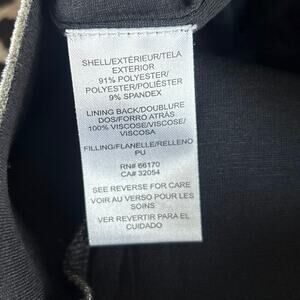 SHELL/EXTÉRIEUR/TELA
EXTERIOR
91% POLYESTER/
POLYESTER/POLIÉSTER
9% SPANDEX
LINING BACK/DOUBLURE
DOS/FORRO ATRÁS
100% VISCOSE/VISCOSE/
VISCOSA
FILLING/FLANELLE/RELLENO
PU
RN# 66170
CA# 32054
SEE REVERSE FOR CARE
VOIR AU VERSO POUR LES
SOINS
VER REVERTIR PARA EL
CUIDADO